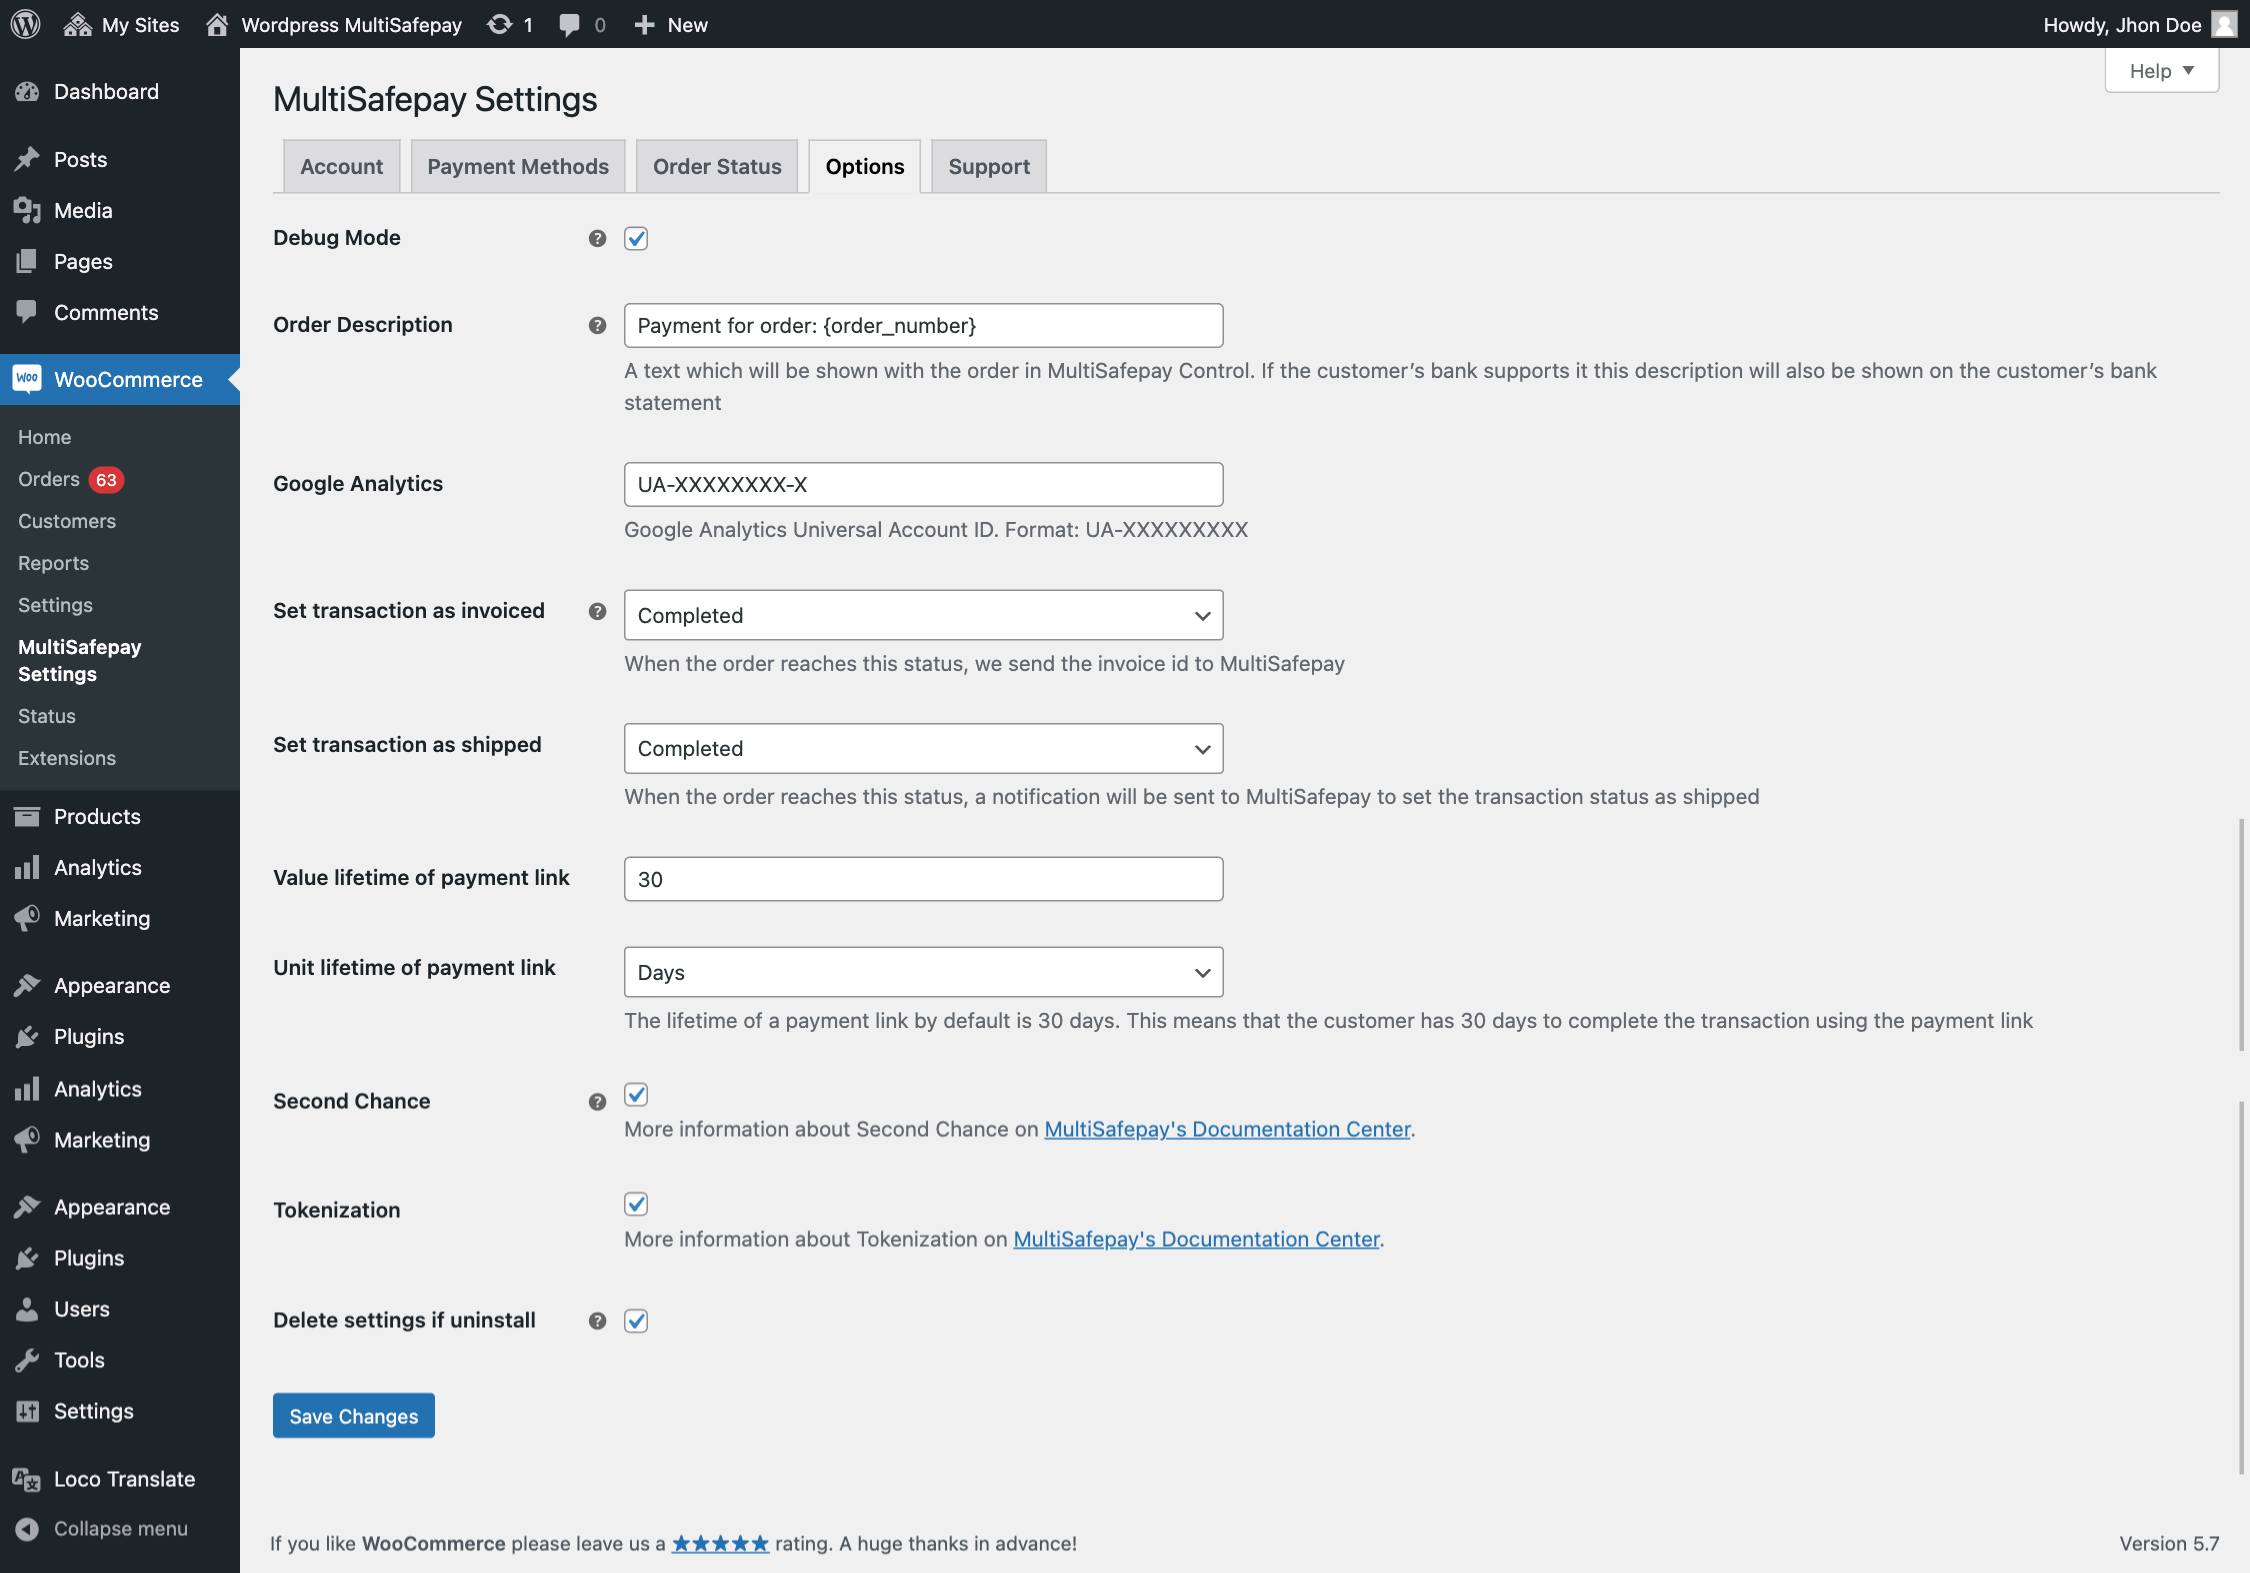 My Sites
Wordpress MultiSafepay
1
0
New
Howdy, Jhon Doe
Help
Dashboard
Posts
Media
Pages
Comments
Woo
WooCommerce
Home
Orders 63
Customers
Reports
Settings
MultiSafepay
Settings
Status
Extensions
Products
Analytics
Marketing
Appearance
Plugins
Analytics
Marketing
Appearance
Plugins
Users
Tools
Settings
Loco Translate
Collapse menu
MultiSafepay Settings
Account
Payment Methods
Order Status
Options
Support
Debug Mode
Order Description
Payment for order: {order_number}
A text which will be shown with the order in MultiSafepay Control. If the customer’s bank supports it this description will also be shown on the customer’s bank
statement
Google Analytics
UA-XXXXXXXX-X
Google Analytics Universal Account ID. Format: UA-XXXXXXXXX
Set transaction as invoiced
Completed
When the order reaches this status, we send the invoice id to MultiSafepay
Set transaction as shipped
Completed
When the order reaches this status, a notification will be sent to MultiSafepay to set the transaction status as shipped
Value lifetime of payment link
30
Unit lifetime of payment link
Days
The lifetime of a payment link by default is 30 days. This means that the customer has 30 days to complete the transaction using the payment link
Second Chance
More information about Second Chance on MultiSafepay's Documentation Center.
Tokenization
More information about Tokenization on MultiSafepay's Documentation Center.
Delete settings if uninstall
Save Changes
If you like WooCommerce please leave us a ★★★★★ rating. A huge thanks in advance!
Version 5.7